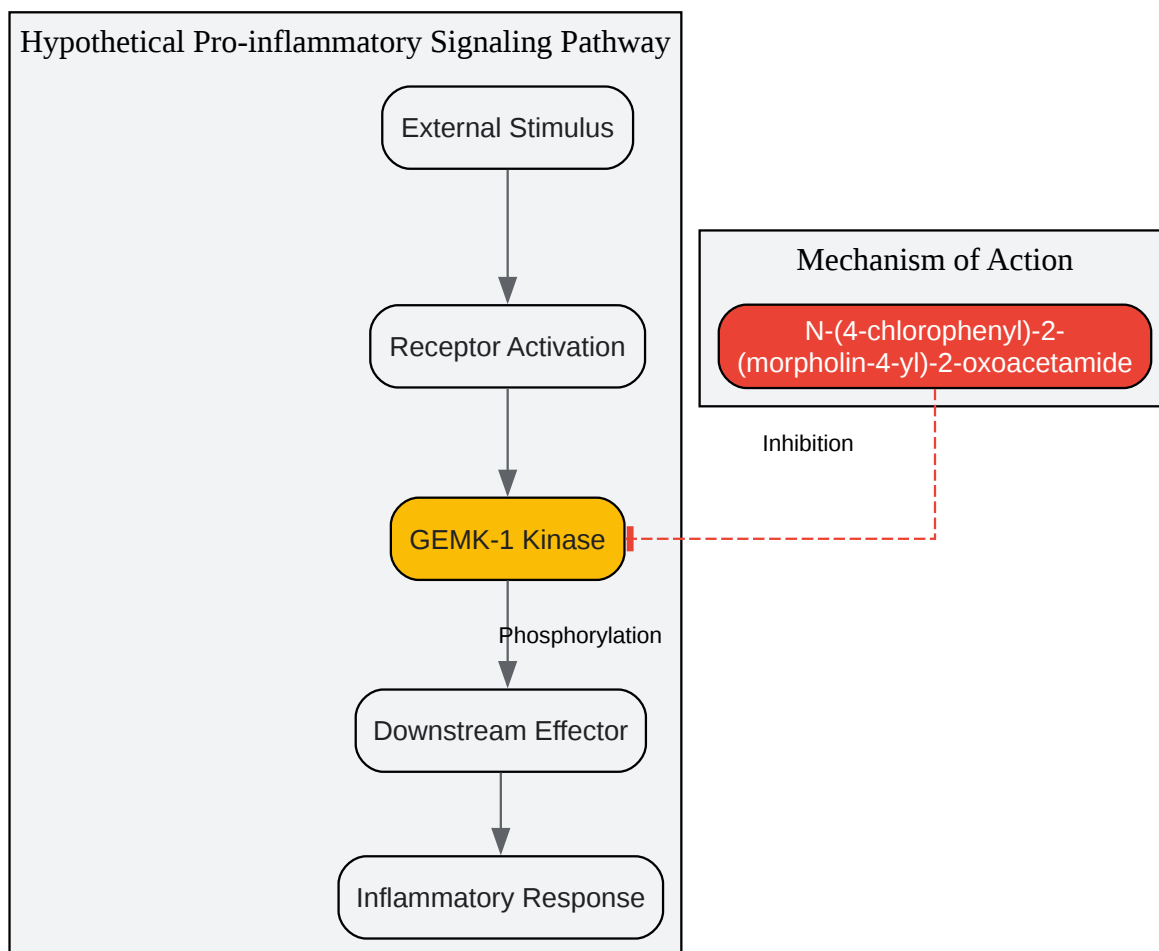 Hypothetical Pro-inflammatory Signaling Pathway
External Stimulus
Receptor Activation
Mechanism of Action
N-(4-chlorophenyl)-2-
(morpholin-4-yl)-2-oxoacetamide
Inhibition
GEMK-1 Kinase
Phosphorylation
Downstream Effector
Inflammatory Response